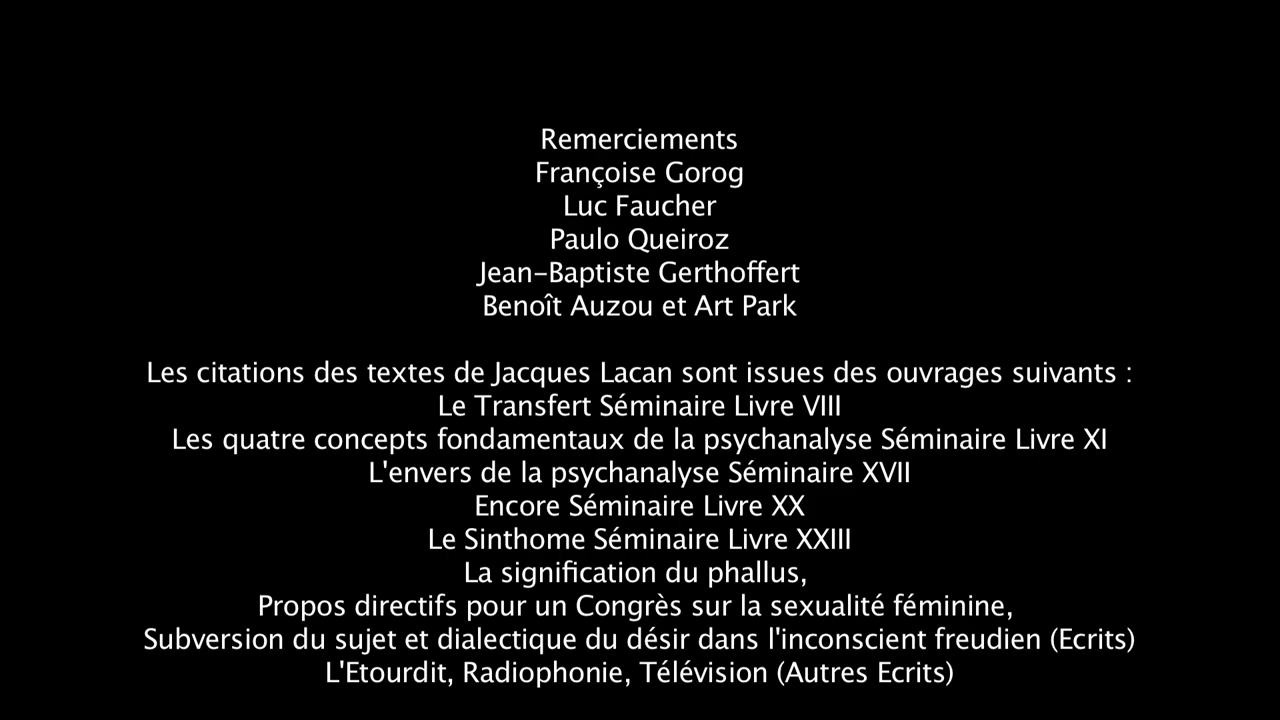 Remerciements
Françoise Gorog
Luc Faucher
Paulo Queiroz
Jean-Baptiste Gerthoffert
Benoît Auzou et Art Park
Les citations des textes de Jacques Lacan sont issues des ouvrages suivants :
Le Transfert Séminaire Livre VIII
Les quatre concepts fondamentaux de la psychanalyse Séminaire Livre XI
L'envers de la psychanalyse Séminaire XVII
Encore Séminaire Livre XX
Le Sinthome Séminaire Livre XXIII
La signification du phallus,
Propos directifs pour un Congrès sur la sexualité féminine,
Subversion du sujet et dialectique du désir dans l'inconscient freudien (Ecrits)
L'Etourdit, Radiophonie, Télévision (Autres Ecrits)